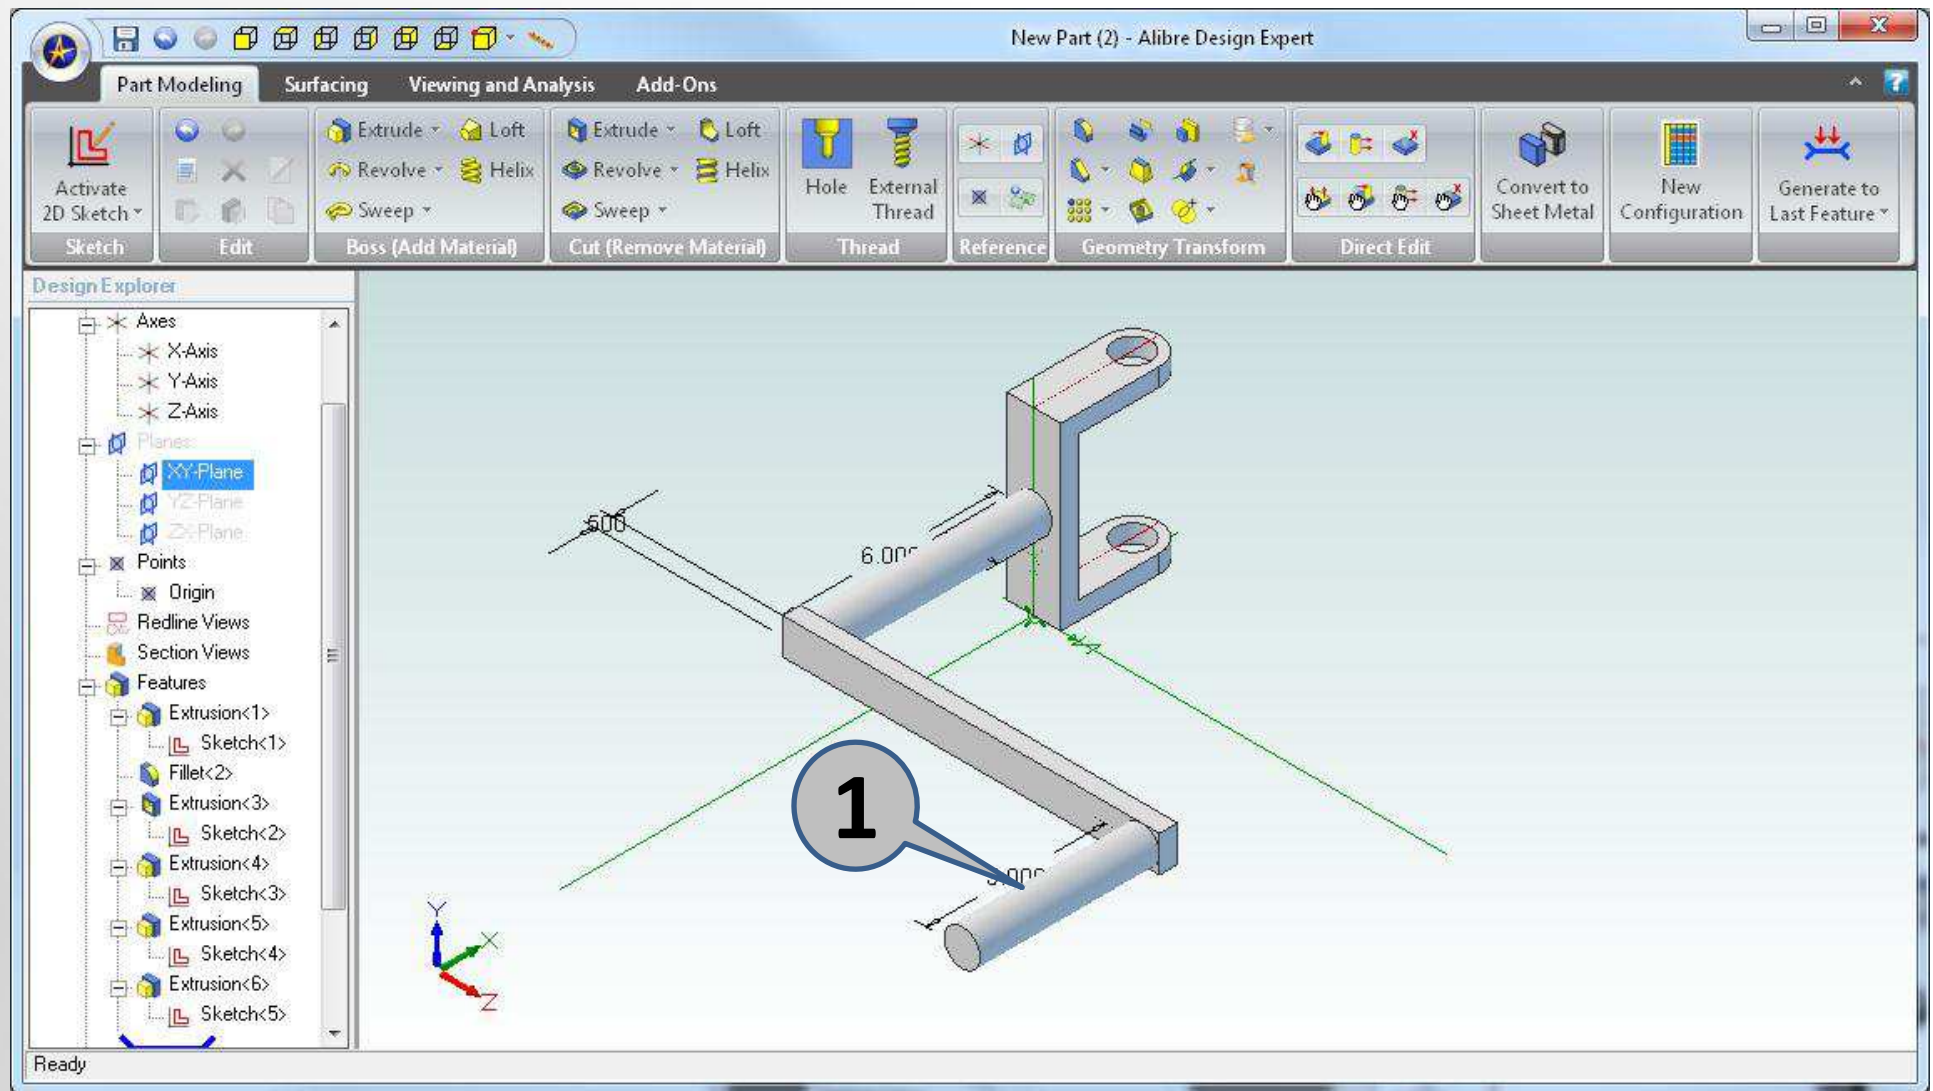 New Part (2) - Alibre Design Expert
Part Modeling Surfacing Viewing and Analysis Add-Ons
Activate
2D Sketch
Sketch
Edit
Extrude Loft
Revolve Helix
Sweep
Boss (Add Material)
Extrude Loft
Revolve Helix
Sweep
Cut (Remove Material)
Hole
External
Thread
Thread
Reference
Geometry Transform
Direct Edit
Convert to
Sheet Metal
New
Configuration
Generate to
Last Feature
Design Explorer
Axes
X-Axis
Y-Axis
Z-Axis
Planes
XY-Plane
YZ-Plane
ZX-Plane
Points
Origin
Redline Views
Section Views
Features
Extrusion<1>
Sketch<1>
Fillet<2>
Extrusion<3>
Sketch<2>
Extrusion<4>
Sketch<3>
Extrusion<5>
Sketch<4>
Extrusion<6>
Sketch<5>
.500
1
Y
X
Z
Ready